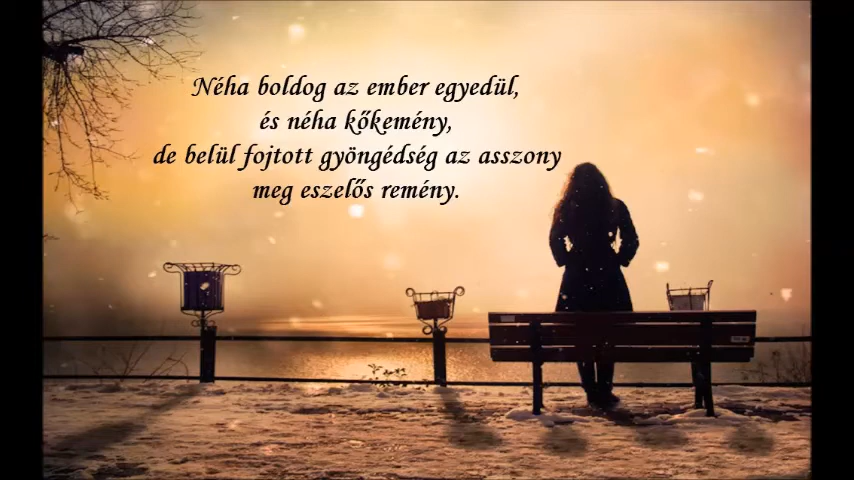 Néha boldog az ember egyedül,
és néha kőkemény,
de belül fojtott gyöngédség az asszony
meg eszelős remény.